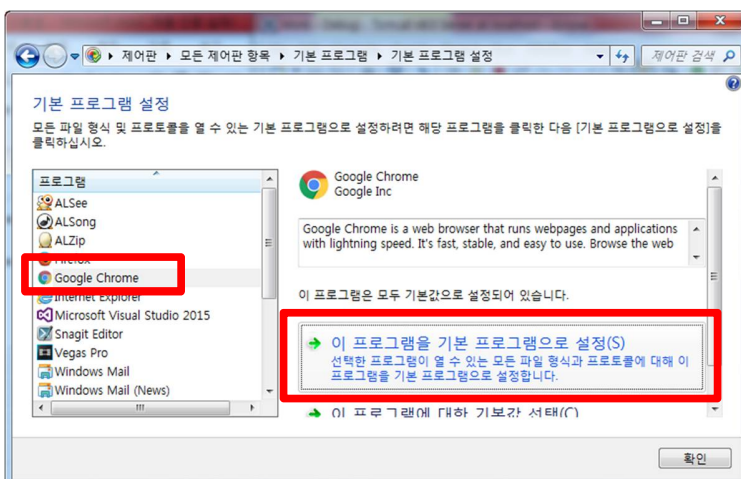 제어판 ▸ 모든 제어판 항목 ▸ 기본 프로그램 ▸ 기본 프로그램 설정
제어판 검색
기본 프로그램 설정
모든 파일 형식 및 프로토콜을 열 수 있는 기본 프로그램으로 설정하려면 해당 프로그램을 클릭한 다음 [기본 프로그램으로 설정]을
클릭하십시오.
프로그램
ALSee
ALSong
ALZip
Firefox
Google Chrome
Internet Explorer
Microsoft Visual Studio 2015
Snagit Editor
Vegas Pro
Windows Mail
Windows Mail (News)
Google Chrome
Google Inc
Google Chrome is a web browser that runs webpages and applications
with lightning speed. It's fast, stable, and easy to use. Browse the web
이 프로그램은 모두 기본값으로 설정되어 있습니다.
이 프로그램을 기본 프로그램으로 설정(S)
선택한 프로그램이 열 수 있는 모든 파일 형식과 프로토콜에 대해 이
프로그램을 기본 프로그램으로 설정합니다.
이 프로그램에 대한 기본값 선택(C)
확인